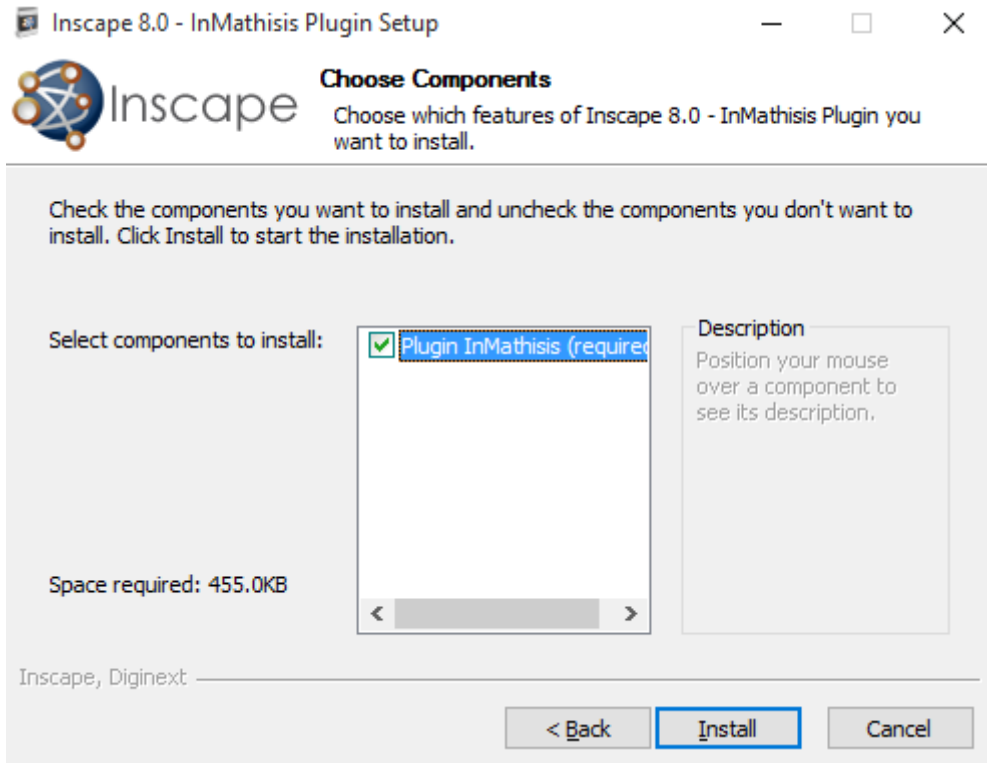 Inscape 8.0 - InMathisis Plugin Setup
Inscape
Choose Components
Choose which features of Inscape 8.0 - InMathisis Plugin you
want to install.
Check the components you want to install and uncheck the components you don't want to
install. Click Install to start the installation.
Select components to install:
Plugin InMathisis (required
Description
Position your mouse
over a component to
see its description.
Space required: 455.0KB
Inscape, Diginext
< Back
Install
Cancel